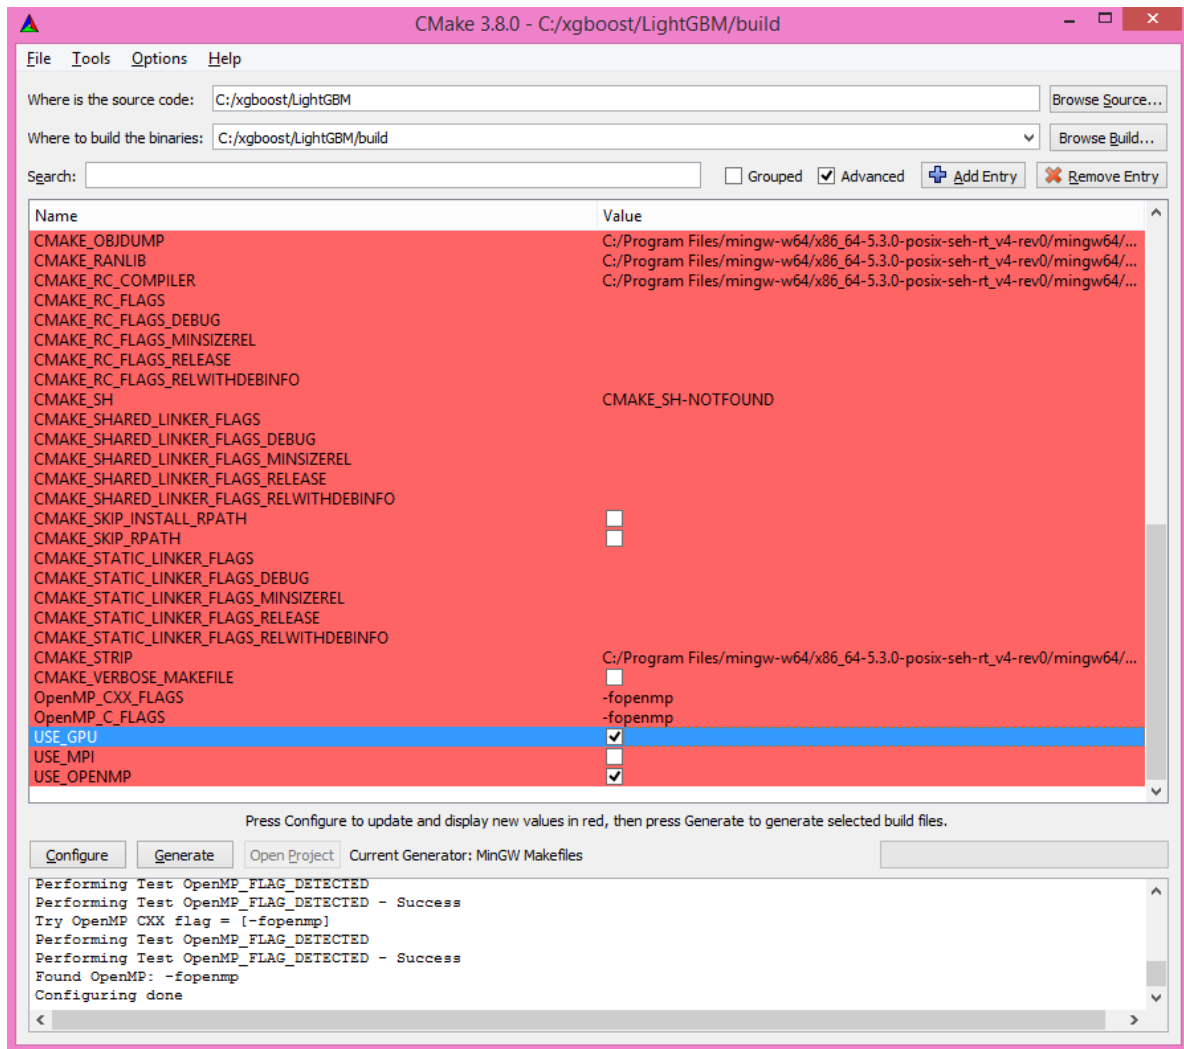 CMake 3.8.0 - C:/xgboost/LightGBM/build
File Tools Options Help
Where is the source code: C:/xgboost/LightGBM Browse Source...
Where to build the binaries: C:/xgboost/LightGBM/build Browse Build...
Search: Grouped Advanced Add Entry Remove Entry
Name Value
CMAKE_OBJDUMP C:/Program Files/mingw-w64/x86_64-5.3.0-posix-seh-rt_v4-rev0/mingw64/...
CMAKE_RANLIB C:/Program Files/mingw-w64/x86_64-5.3.0-posix-seh-rt_v4-rev0/mingw64/...
CMAKE_RC_COMPILER C:/Program Files/mingw-w64/x86_64-5.3.0-posix-seh-rt_v4-rev0/mingw64/...
CMAKE_RC_FLAGS
CMAKE_RC_FLAGS_DEBUG
CMAKE_RC_FLAGS_MINSIZEREL
CMAKE_RC_FLAGS_RELEASE
CMAKE_RC_FLAGS_RELWITHDEBINFO
CMAKE_SH CMAKE_SH-NOTFOUND
CMAKE_SHARED_LINKER_FLAGS
CMAKE_SHARED_LINKER_FLAGS_DEBUG
CMAKE_SHARED_LINKER_FLAGS_MINSIZEREL
CMAKE_SHARED_LINKER_FLAGS_RELEASE
CMAKE_SHARED_LINKER_FLAGS_RELWITHDEBINFO
CMAKE_SKIP_INSTALL_RPATH
CMAKE_SKIP_RPATH
CMAKE_STATIC_LINKER_FLAGS
CMAKE_STATIC_LINKER_FLAGS_DEBUG
CMAKE_STATIC_LINKER_FLAGS_MINSIZEREL
CMAKE_STATIC_LINKER_FLAGS_RELEASE
CMAKE_STATIC_LINKER_FLAGS_RELWITHDEBINFO
CMAKE_STRIP C:/Program Files/mingw-w64/x86_64-5.3.0-posix-seh-rt_v4-rev0/mingw64/...
CMAKE_VERBOSE_MAKEFILE
OpenMP_CXX_FLAGS -fopenmp
OpenMP_C_FLAGS -fopenmp
USE_GPU
USE_MPI
USE_OPENMP
Press Configure to update and display new values in red, then press Generate to generate selected build files.
Configure Generate Open Project Current Generator: MinGW Makefiles
Performing Test OpenMP_FLAG_DETECTED
Performing Test OpenMP_FLAG_DETECTED - Success
Try OpenMP CXX flag = [-fopenmp]
Performing Test OpenMP_FLAG_DETECTED
Performing Test OpenMP_FLAG_DETECTED - Success
Found OpenMP: -fopenmp
Configuring done